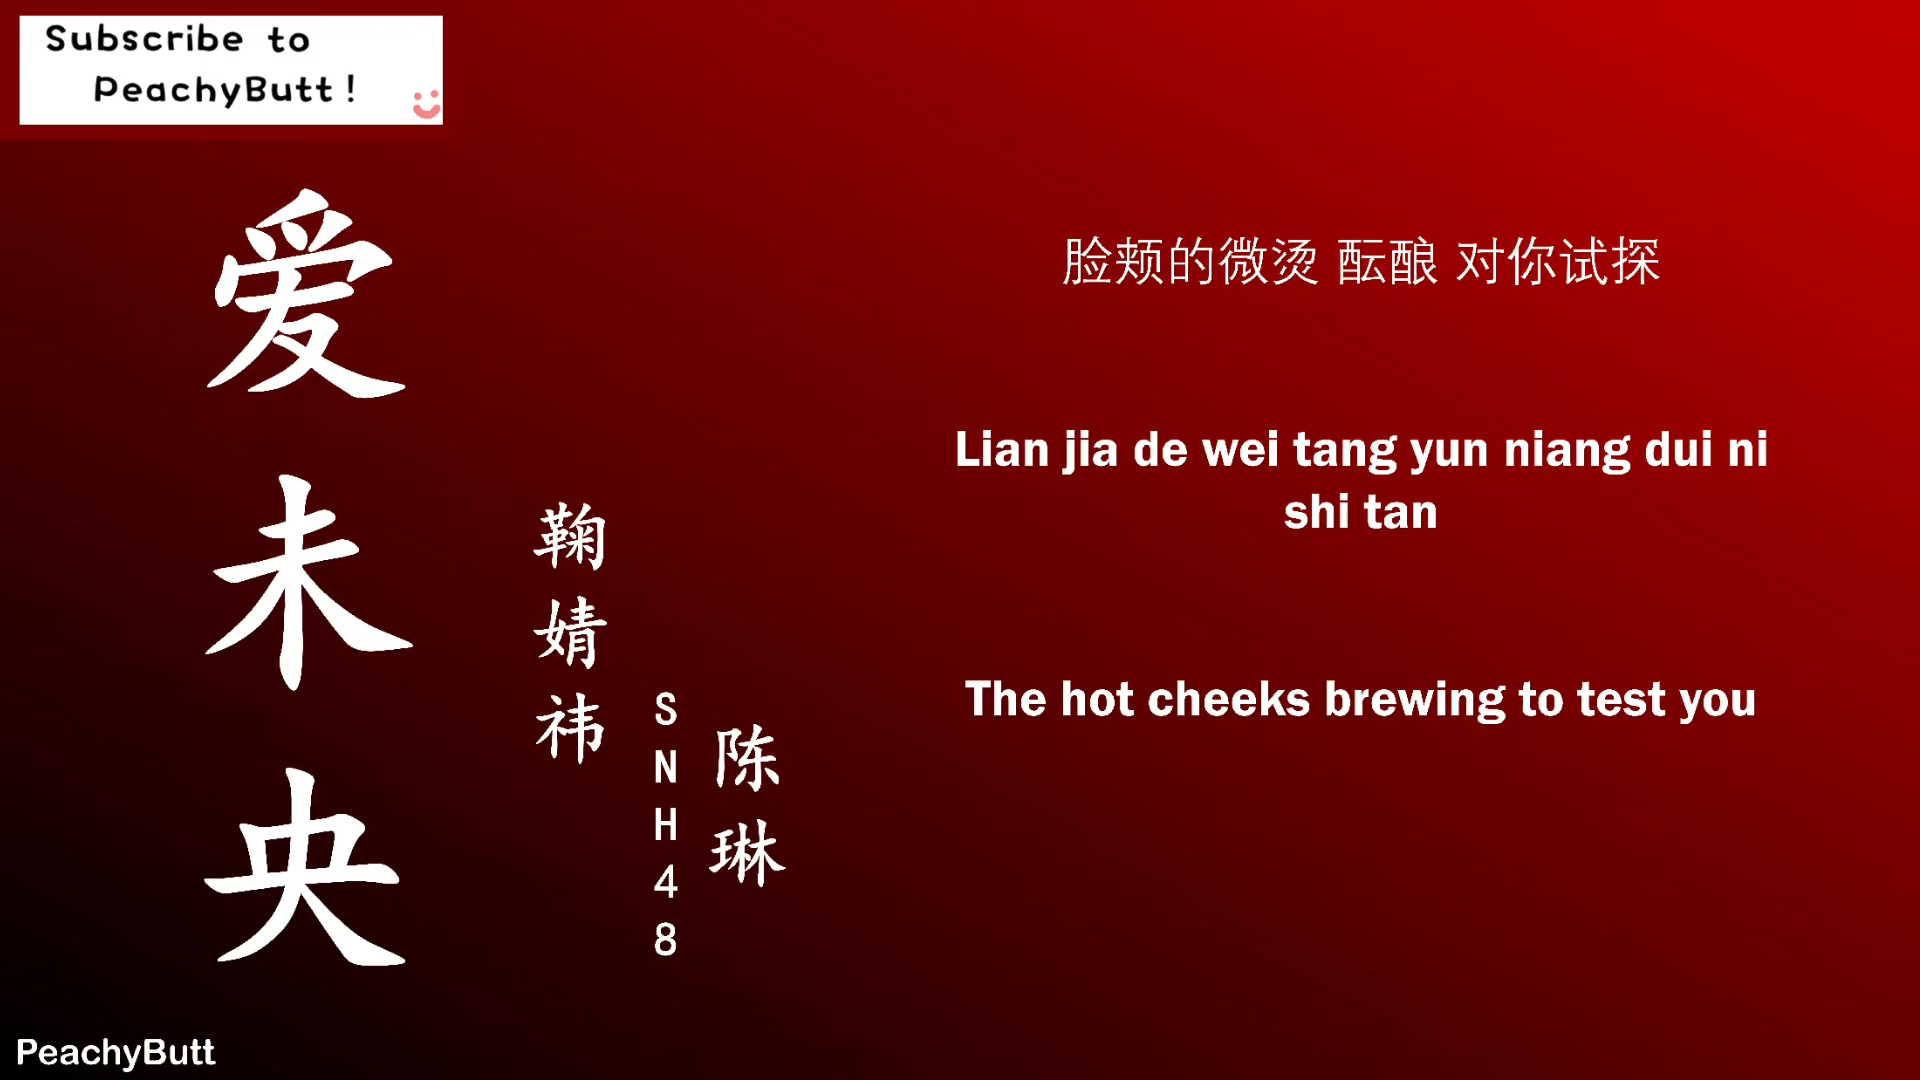 Subscribe to
PeachyButt!
爱未央
鞠婧祎
SNH48
陈琳
脸颊的微烫 酝酿 对你试探
Lian jia de wei tang yun niang dui ni
shi tan
The hot cheeks brewing to test you
PeachyButt